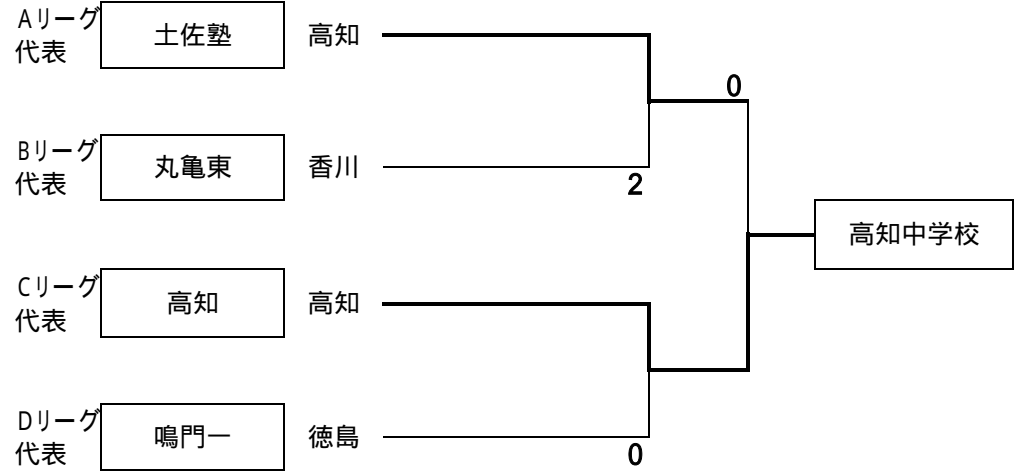 Aリーグ
代表
土佐塾
高知
0
Bリーグ
代表
丸亀東
香川
2
高知中学校
Cリーグ
代表
高知
高知
Dリーグ
代表
鳴門一
徳島
0